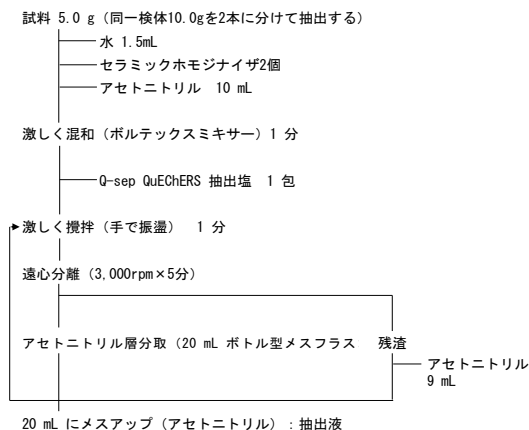 試料 5.0 g（同一検体10.0gを2本に分けて抽出する）
水 1.5mL
セラミックホモジナイザ2個
アセトニトリル　10 mL
激しく混和（ボルテックスミキサー）1 分
Q-sep QuEChERS 抽出塩　1 包
激しく攪拌（手で振盪）　1 分
遠心分離（3,000rpm×5分）
アセトニトリル層分取（20 mL ボトル型メスフラス　残渣
アセトニトリル
9 mL
20 mL にメスアップ（アセトニトリル）：抽出液